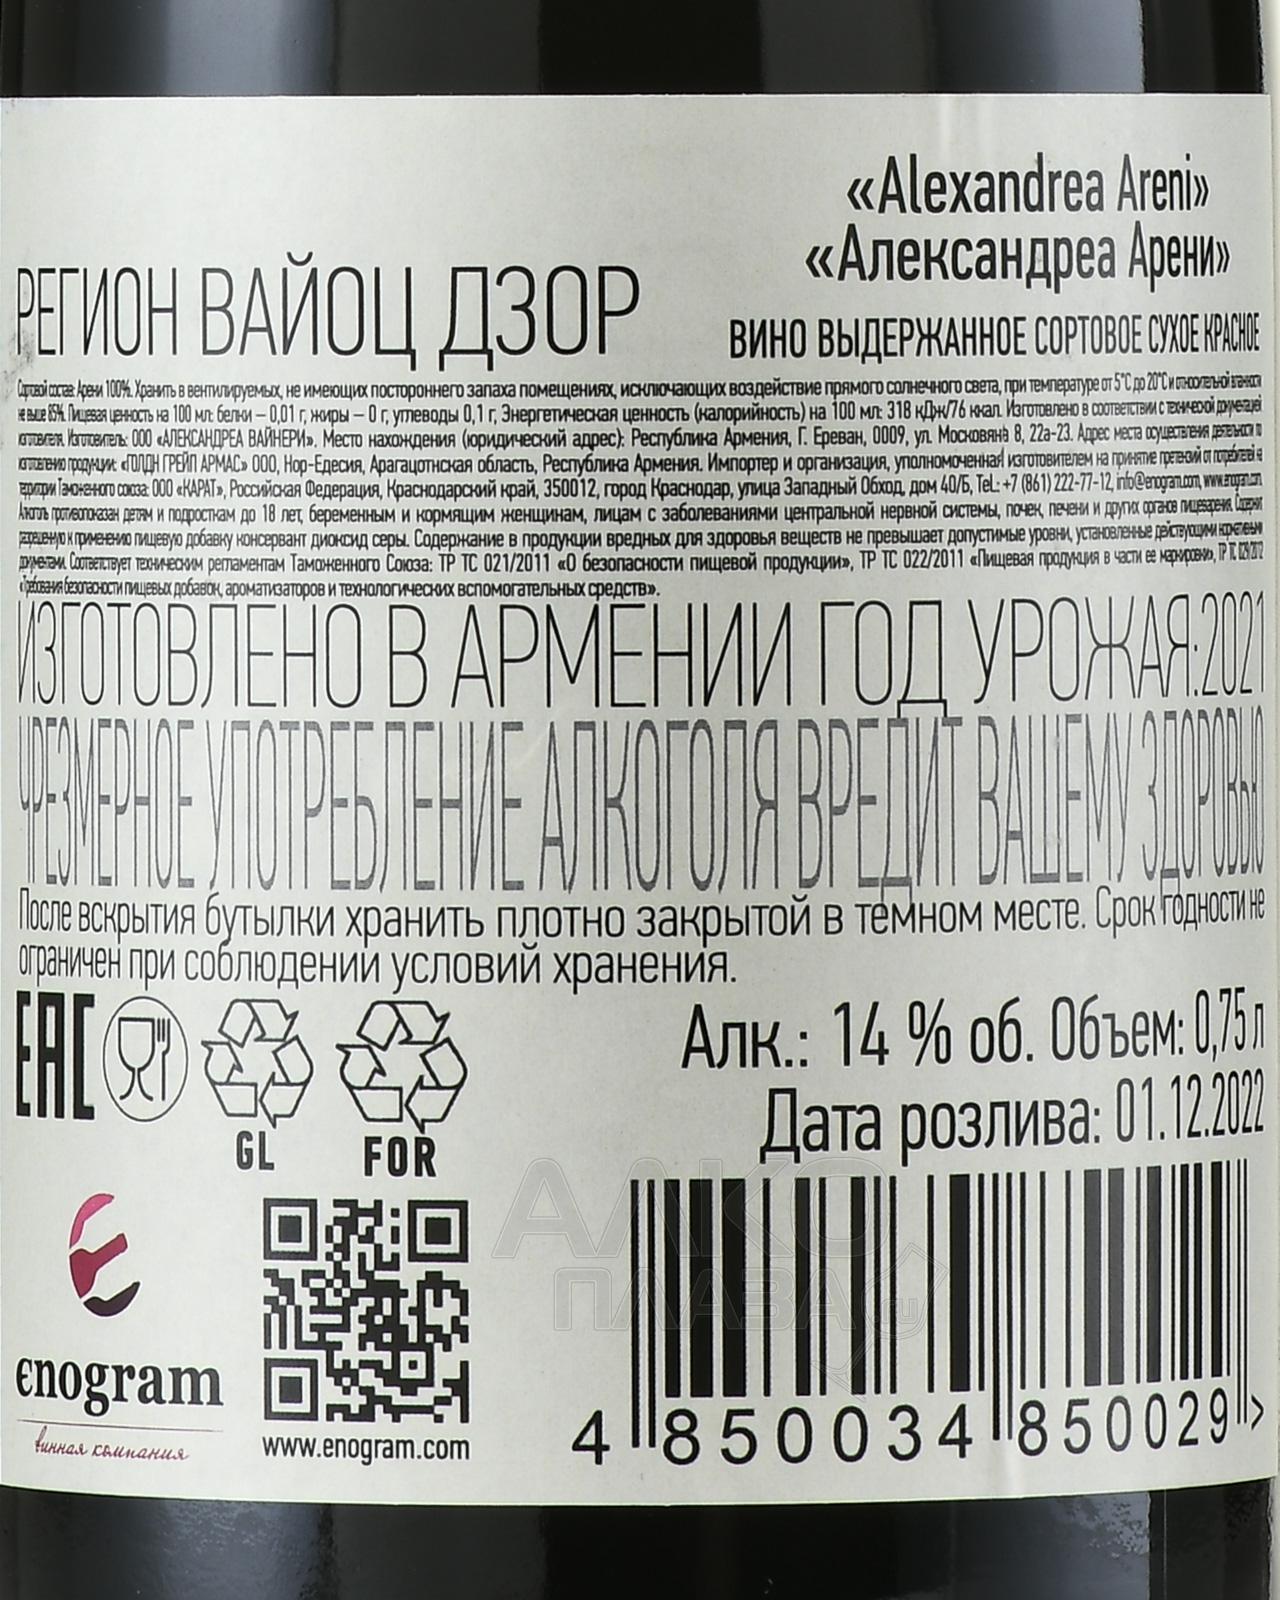 «Alexandrea Areni»
«Александреа Арени»
РЕГИОН ВАЙОЦ ДЗОР
ВИНО ВЫДЕРЖАННОЕ СОРТОВОЕ СУХОЕ КРАСНОЕ
Сортовой состав: Арени 100%. Хранить в вентилируемых, не имеющих постороннего запаха помещениях, исключающих воздействие прямого солнечного света, при температуре от 5°С до 20°С и относительной влажности
не выше 85%. Пищевая ценность на 100 мл: белки – 0,01 г, жиры – 0 г, углеводы 0,1 г, Энергетическая ценность (калорийность) на 100 мл: 318 кДж/76 ккал. Изготовлено в соответствии с технической документацией
изготовителя. Изготовитель: ООО «АЛЕКСАНДРЕА ВАЙНЕРИ». Место нахождения (юридический адрес): Республика Армения, Г. Ереван, 0009, ул. Московяна 8, 22а-23. Адрес места осуществления деятельности по
изготовлению продукции: «ГОЛДН ГРЕЙП АРМАС» ООО, Нор-Едесия, Арагацотнская область, Республика Армения. Импортер и организация, уполномоченная изготовителем на принятие претензий от потребителей на
территории Таможенного союза: ООО «КАРАТ», Российская Федерация, Краснодарский край, 350012, город Краснодар, улица Западный Обход, дом 40/Б, Tel.: +7 (861) 222-77-12, info@enogram.com, www.enogram.com.
Алкоголь противопоказан детям и подросткам до 18 лет, беременным и кормящим женщинам, лицам с заболеваниями центральной нервной системы, почек, печени и других органов пищеварения. Содержит
разрешенную к применению пищевую добавку консервант диоксид серы. Содержание в продукции вредных для здоровья веществ не превышает допустимые уровни, установленные действующими нормативными
документами. Соответствует техническим регламентам Таможенного Союза: ТР ТС 021/2011 «О безопасности пищевой продукции», ТР ТС 022/2011 «Пищевая продукция в части ее маркировки», ТР ТС 029/2012
«Требования безопасности пищевых добавок, ароматизаторов и технологических вспомогательных средств».
ИЗГОТОВЛЕНО В АРМЕНИИ ГОД УРОЖАЯ:2021
ЧРЕЗМЕРНОЕ УПОТРЕБЛЕНИЕ АЛКОГОЛЯ ВРЕДИТ ВАШЕМУ ЗДОРОВЬЮ
После вскрытия бутылки хранить плотно закрытой в темном месте. Срок годности не
ограничен при соблюдении условий хранения.
EAC
GL
FOR
Алк.: 14 % об. Объем: 0,75 л
Дата розлива: 01.12.2022
enogram
винная компания
www.enogram.com
АЛКО
ПЛАВА
ru
4 850034 850029 >